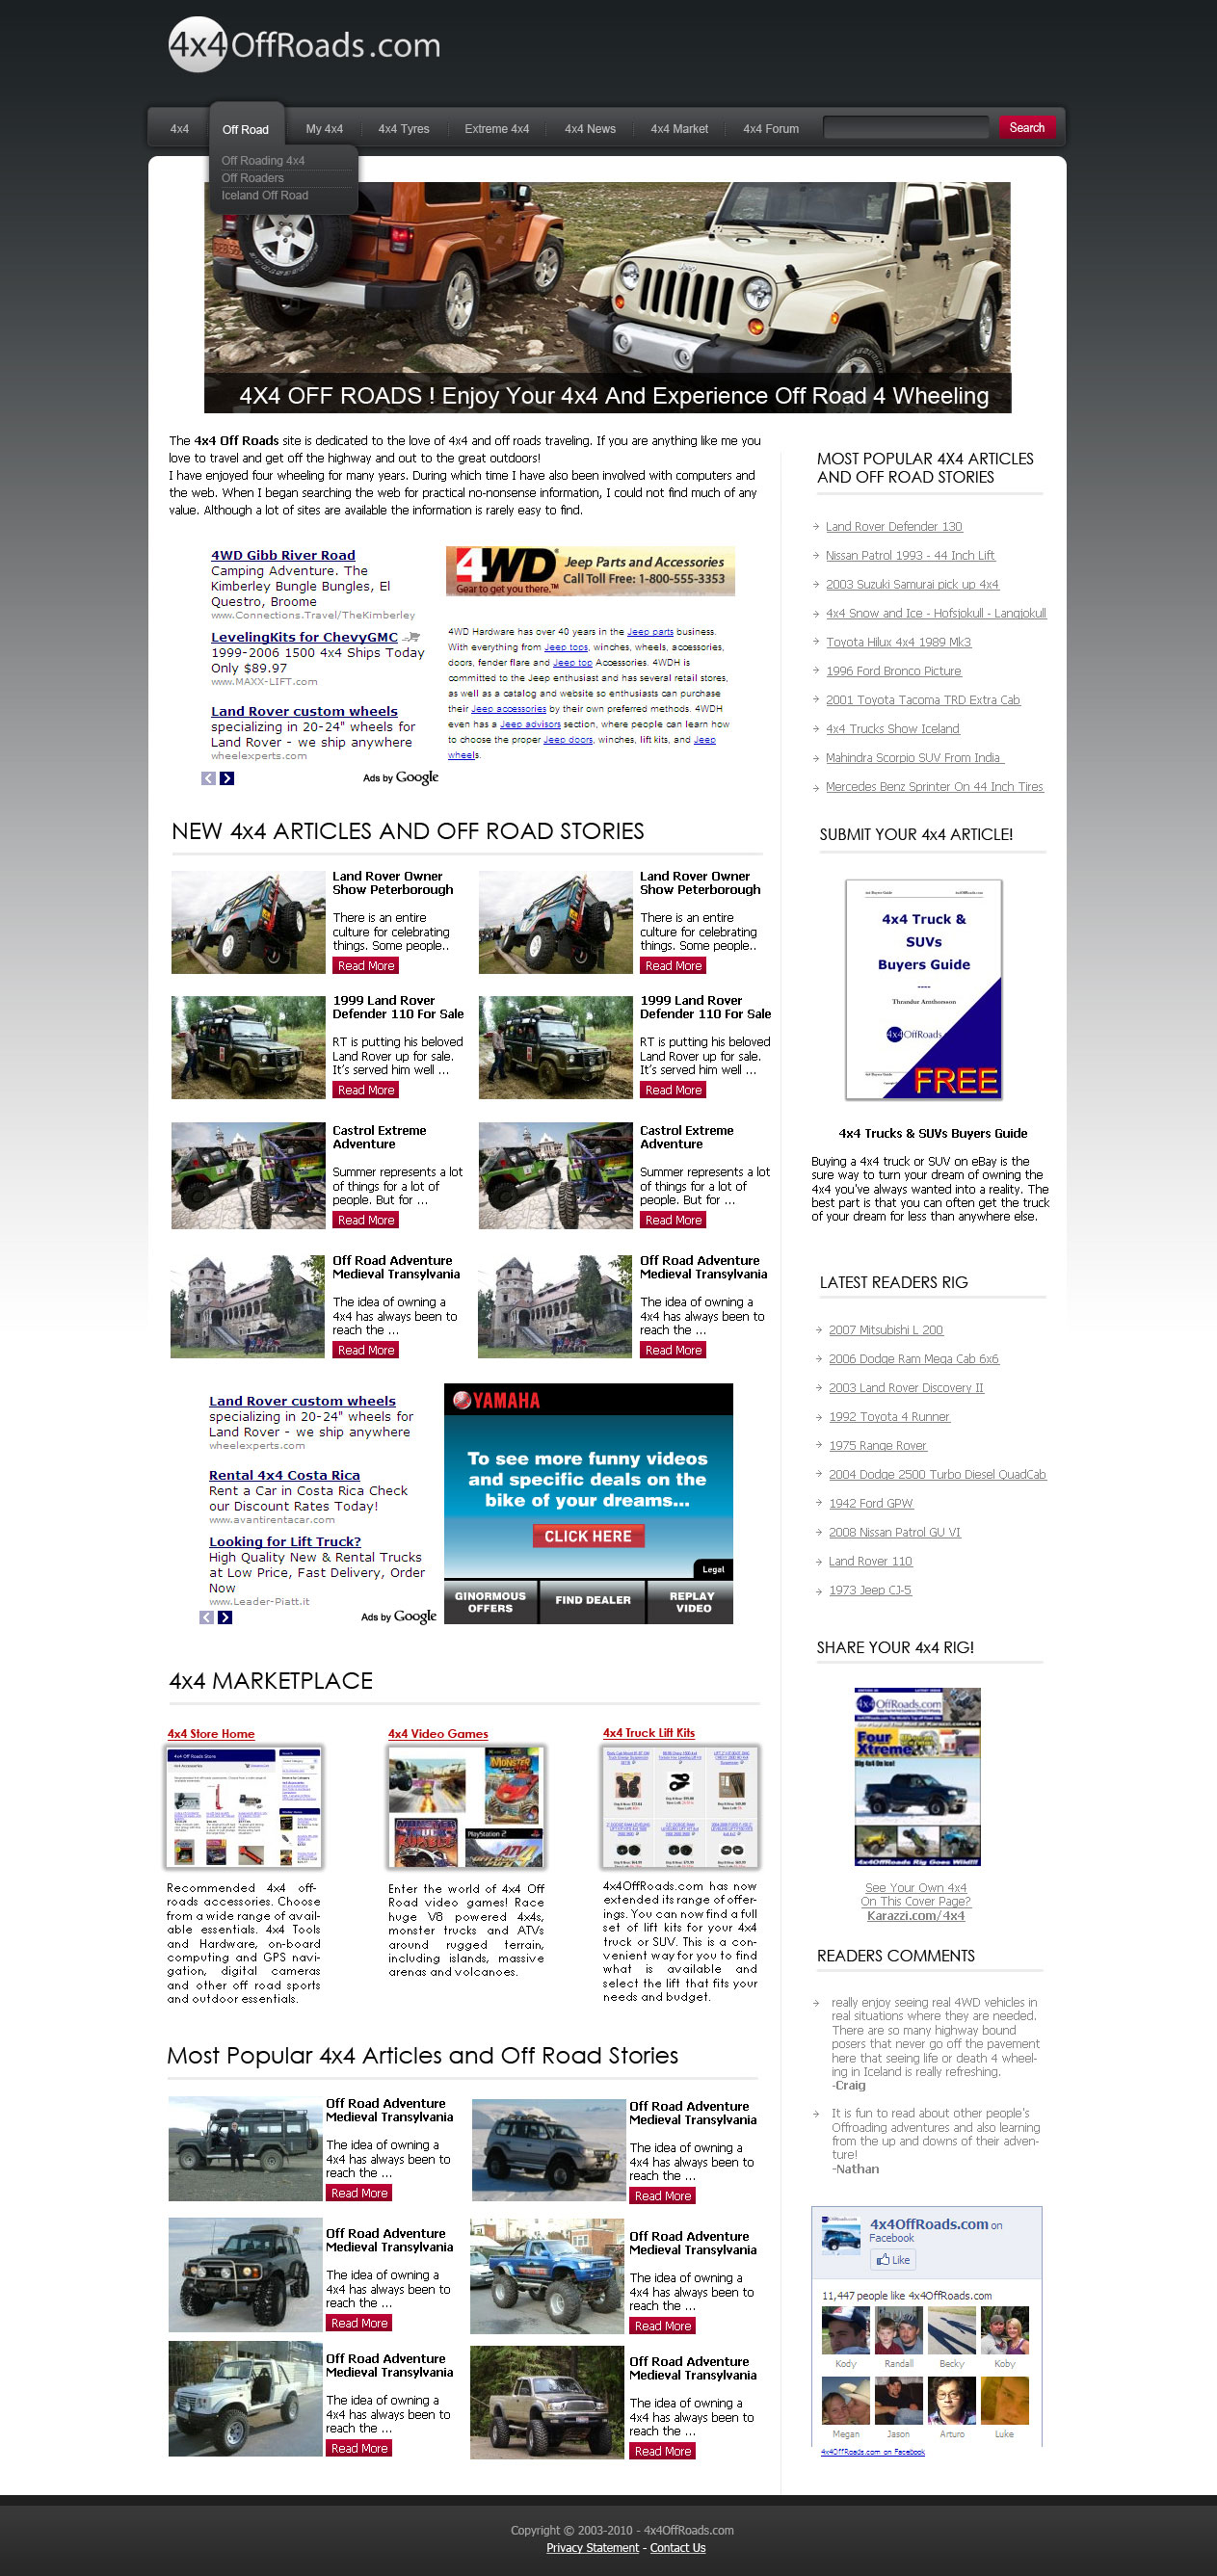 4x4OffRoads.com
4x4
Off Road
My 4x4
4x4 Tyres
Extreme 4x4
4x4 News
4x4 Market
4x4 Forum
Search
Off Roading 4x4
Off Roaders
Iceland Off Road
Jeep
4X4 OFF ROADS ! Enjoy Your 4x4 And Experience Off Road 4 Wheeling
The 4x4 Off Roads site is dedicated to the love of 4x4 and off roads traveling. If you are anything like me you
love to travel and get off the highway and out to the great outdoors!
I have enjoyed four wheeling for many years. During which time I have also been involved with computers and
the web. When I began searching the web for practical no-nonsense information, I could not find much of any
value. Although a lot of sites are available the information is rarely easy to find.
4WD Gibb River Road
Camping Adventure. The
Kimberley Bungle Bungles, El
Questro, Broome
www.Connections.Travel/TheKimberley
LevelingKits for ChevyGMC
1999-2006 1500 4x4 Ships Today
Only $89.97
www.MAXX-LIFT.com
Land Rover custom wheels
specializing in 20-24" wheels for
Land Rover - we ship anywhere
wheelexperts.com
Ads by Google
4WD
Gear to get you there.™
Jeep Parts and Accessories
Call Toll Free: 1-800-555-3353
4WD Hardware has over 40 years in the Jeep parts business.
With everything from Jeep tops, winches, wheels, accessories,
doors, fender flare and Jeep top Accessories. 4WDH is
committed to the Jeep enthusiast and has several retail stores,
as well as a catalog and website so enthusiasts can purchase
their Jeep accessories by their own preferred methods. 4WDH
even has a Jeep advisors section, where people can learn how
to choose the proper Jeep doors, winches, lift kits, and Jeep
wheels.
NEW 4x4 ARTICLES AND OFF ROAD STORIES
Land Rover Owner
Show Peterborough
There is an entire
culture for celebrating
things. Some people..
Read More
Land Rover Owner
Show Peterborough
There is an entire
culture for celebrating
things. Some people..
Read More
1999 Land Rover
Defender 110 For Sale
RT is putting his beloved
Land Rover up for sale.
It's served him well ...
Read More
1999 Land Rover
Defender 110 For Sale
RT is putting his beloved
Land Rover up for sale.
It's served him well ...
Read More
Castrol Extreme
Adventure
Summer represents a lot
of things for a lot of
people. But for ...
Read More
Castrol Extreme
Adventure
Summer represents a lot
of things for a lot of
people. But for ...
Read More
Off Road Adventure
Medieval Transylvania
The idea of owning a
4x4 has always been to
reach the ...
Read More
Off Road Adventure
Medieval Transylvania
The idea of owning a
4x4 has always been to
reach the ...
Read More
Land Rover custom wheels
specializing in 20-24" wheels for
Land Rover - we ship anywhere
wheelexperts.com
Rental 4x4 Costa Rica
Rent a Car in Costa Rica Check
our Discount Rates Today!
www.avantirentacar.com
Looking for Lift Truck?
High Quality New & Rental Trucks
at Low Price, Fast Delivery, Order
Now
www.Leader-Piatt.it
Ads by Google
YAMAHA
To see more funny videos
and specific deals on the
bike of your dreams...
CLICK HERE
Legal
GINORMOUS
OFFERS
FIND DEALER
REPLAY
VIDEO
4x4 MARKETPLACE
4x4 Store Home
4x4 Off Roads Store
Recommended 4x4 off-
roads accessories. Choose
from a wide range of avail-
able essentials. 4x4 Tools
and Hardware, on-board
computing and GPS navi-
gation, digital cameras
and other off road sports
and outdoor essentials.
4x4 Video Games
MONSTER
PlayStation 2
ATV
Enter the world of 4x4 Off
Road video games! Race
huge V8 powered 4x4s,
monster trucks and ATVs
around rugged terrain,
including islands, massive
arenas and volcanoes.
4x4 Truck Lift Kits
4x4OffRoads.com has now
extended its range of offer-
ings. You can now find a full
set of lift kits for your 4x4
truck or SUV. This is a con-
venient way for you to find
what is available and
select the lift that fits your
needs and budget.
Most Popular 4x4 Articles and Off Road Stories
Off Road Adventure
Medieval Transylvania
The idea of owning a
4x4 has always been to
reach the ...
Read More
Off Road Adventure
Medieval Transylvania
The idea of owning a
4x4 has always been to
reach the ...
Read More
Off Road Adventure
Medieval Transylvania
The idea of owning a
4x4 has always been to
reach the ...
Read More
Off Road Adventure
Medieval Transylvania
The idea of owning a
4x4 has always been to
reach the ...
Read More
Off Road Adventure
Medieval Transylvania
The idea of owning a
4x4 has always been to
reach the ...
Read More
Off Road Adventure
Medieval Transylvania
The idea of owning a
4x4 has always been to
reach the ...
Read More
MOST POPULAR 4X4 ARTICLES
AND OFF ROAD STORIES
Land Rover Defender 130
Nissan Patrol 1993 - 44 Inch Lift
2003 Suzuki Samurai pick up 4x4
4x4 Snow and Ice - Hofsjokull - Langjokull
Toyota Hilux 4x4 1989 Mk3
1996 Ford Bronco Picture
2001 Toyota Tacoma TRD Extra Cab
4x4 Trucks Show Iceland
Mahindra Scorpio SUV From India
Mercedes Benz Sprinter On 44 Inch Tires
SUBMIT YOUR 4x4 ARTICLE!
4x4 Truck &
SUVs
Buyers Guide
----
Thrandur Arnthorsson
4x4OffRoads
FREE
4x4 Trucks & SUVs Buyers Guide
Buying a 4x4 truck or SUV on eBay is the
sure way to turn your dream of owning the
4x4 you've always wanted into a reality. The
best part is that you can often get the truck
of your dream for less than anywhere else.
LATEST READERS RIG
2007 Mitsubishi L 200
2006 Dodge Ram Mega Cab 6x6
2003 Land Rover Discovery II
1992 Toyota 4 Runner
1975 Range Rover
2004 Dodge 2500 Turbo Diesel QuadCab
1942 Ford GPW
2008 Nissan Patrol GU VI
Land Rover 110
1973 Jeep CJ-5
SHARE YOUR 4x4 RIG!
4x4OffRoads.com
Four
Xtreme
Big 4x4 On Ice!
4x4OffRoads Rig Goes Wild!!!
See Your Own 4x4
On This Cover Page?
Karazzi.com/4x4
READERS COMMENTS
really enjoy seeing real 4WD vehicles in
real situations where they are needed.
There are so many highway bound
posers that never go off the pavement
here that seeing life or death 4 wheel-
ing in Iceland is really refreshing.
-Craig
It is fun to read about other people's
Offroading adventures and also learning
from the up and downs of their adven-
ture!
-Nathan
4x4OffRoads.com on
Facebook
Like
11,447 people like 4x4OffRoads.com
Kody
Randall
Becky
Koby
Megan
Jason
Arturo
Luke
4x4OffRoads.com on Facebook
Copyright © 2003-2010 - 4x4OffRoads.com
Privacy Statement - Contact Us